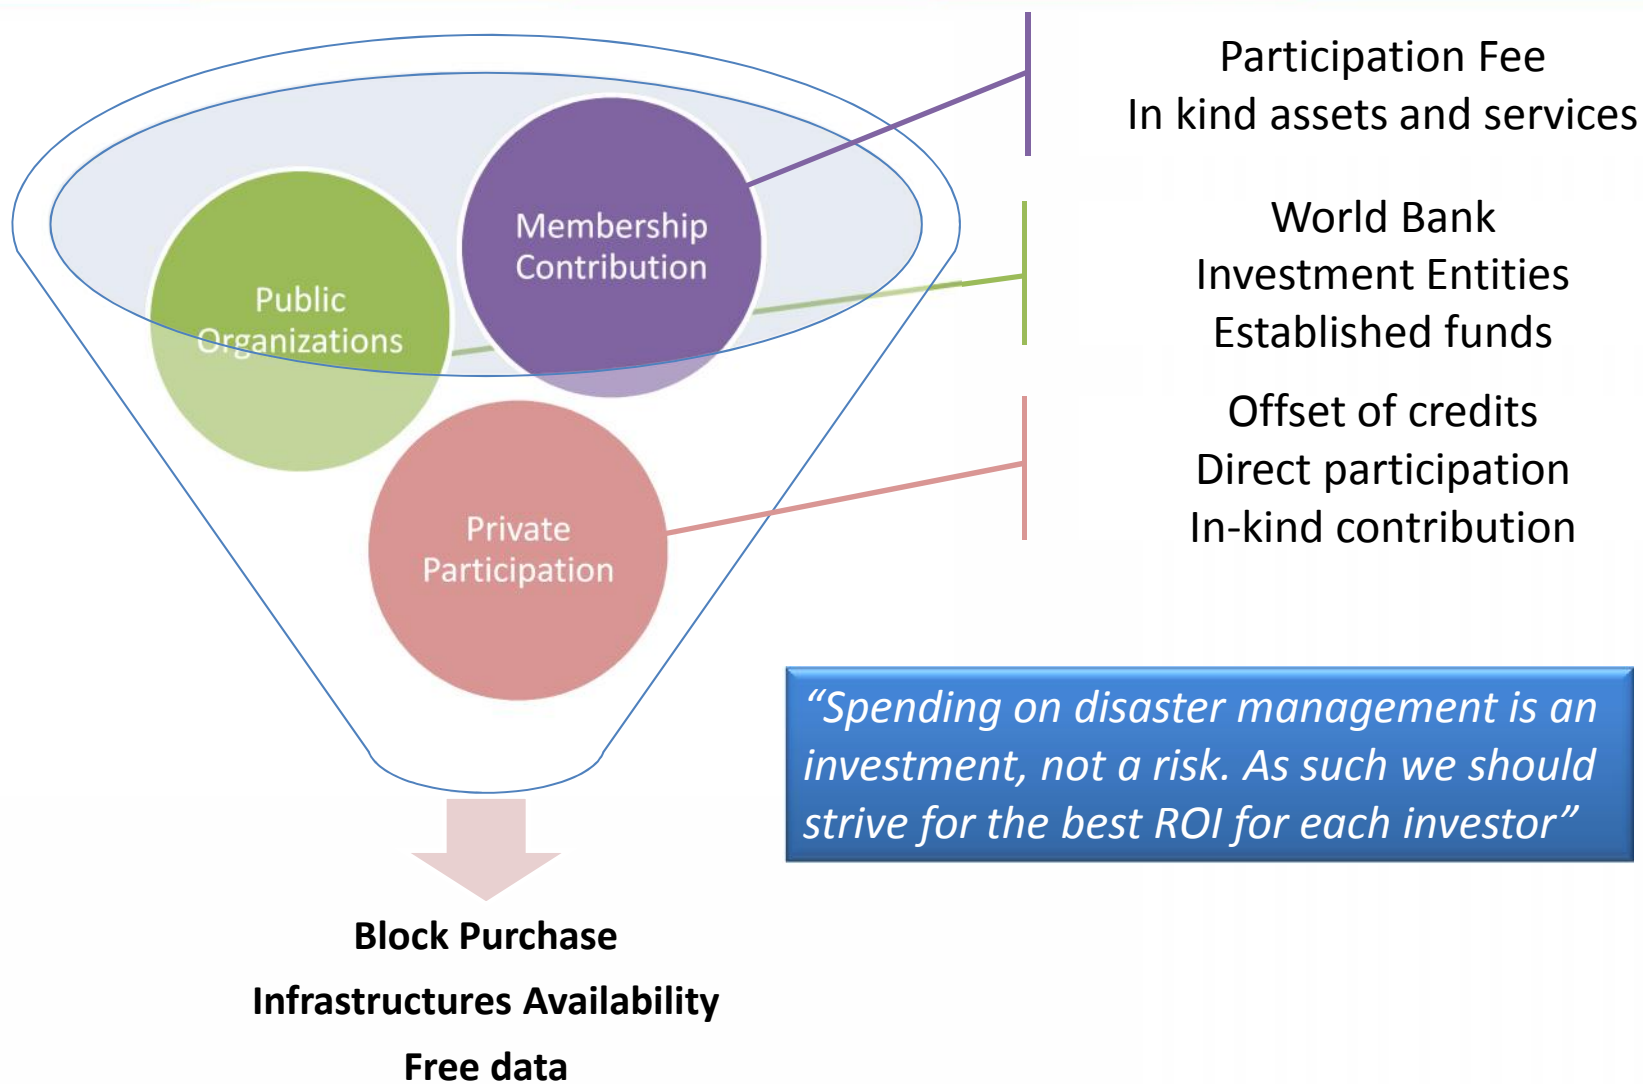 Participation Fee
In kind assets and services
Membership
Contribution
World Bank
Investment Entities
Established funds
Public
Organizations
Offset of credits
Direct participation
In-kind contribution
Private
Participation
“Spending on disaster management is an
investment, not a risk. As such we should
strive for the best ROI for each investor”
Block Purchase
Infrastructures Availability
Free data